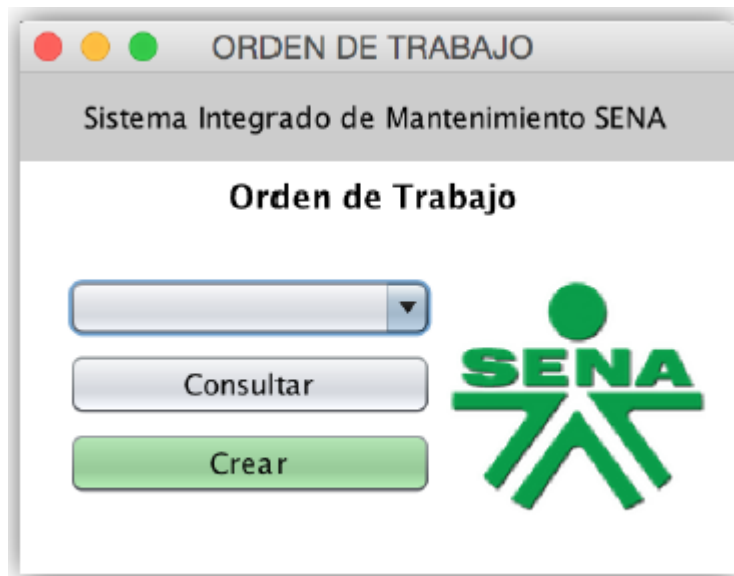 ORDEN DE TRABAJO
Sistema Integrado de Mantenimiento SENA
Orden de Trabajo
Consultar
Crear
SENA